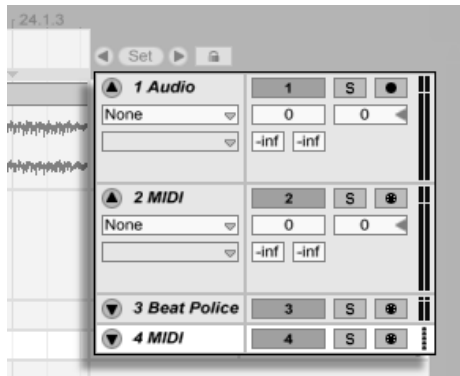 24.1.3
Set
1 Audio 1 S
None 0 0
-inf -inf
2 MIDI 2 S
None 0 0
-inf -inf
3 Beat Police 3 S
4 MIDI 4 S